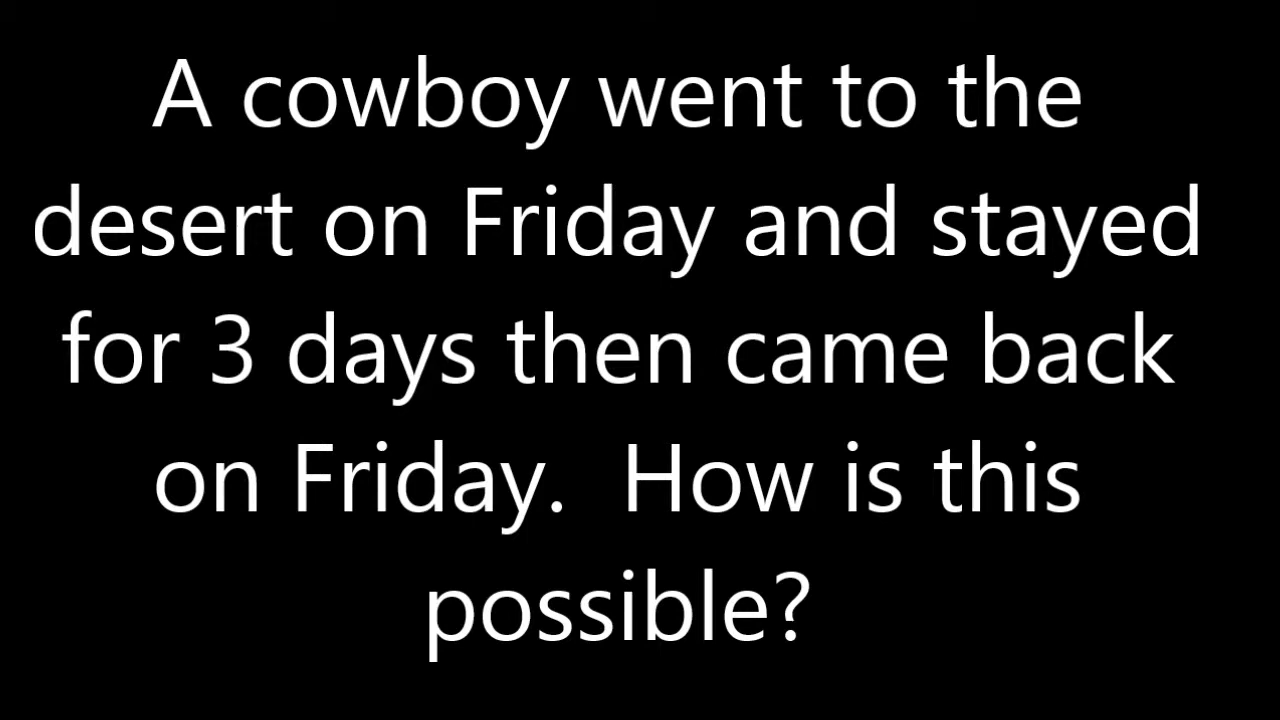 A cowboy went to the
desert on Friday and stayed
for 3 days then came back
on Friday.  How is this
possible?